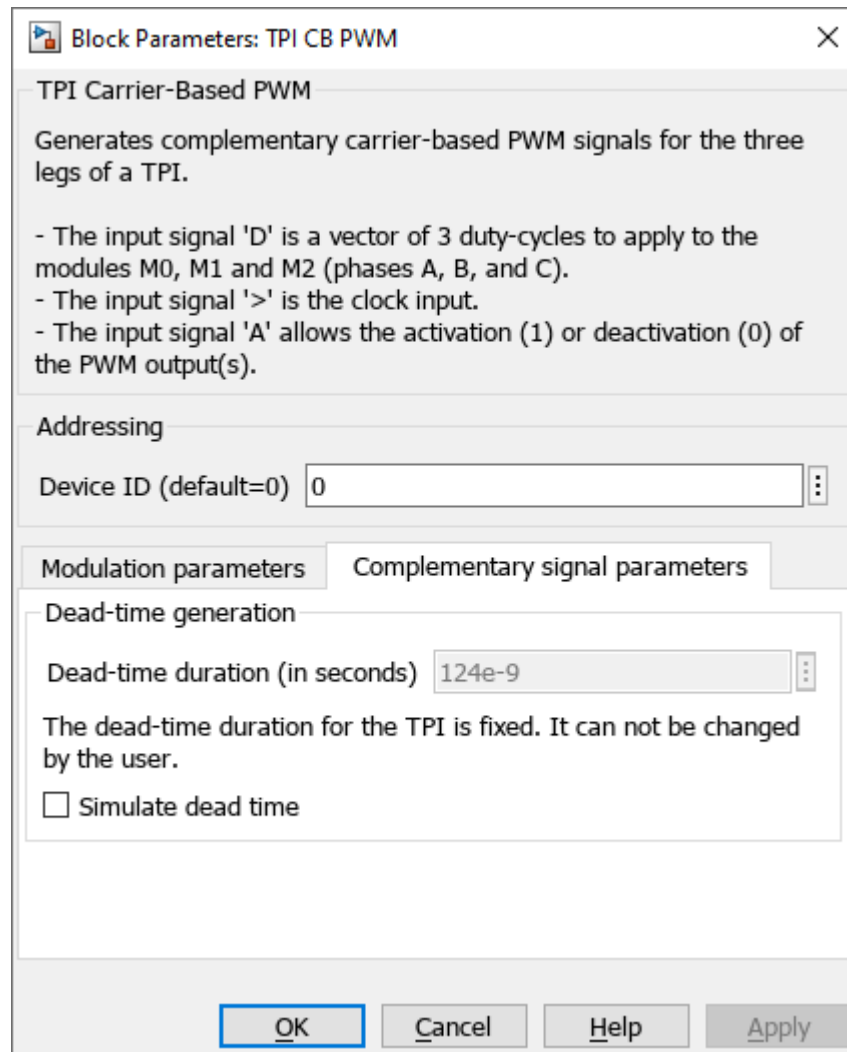 Block Parameters: TPI CB PWM
TPI Carrier-Based PWM
Generates complementary carrier-based PWM signals for the three
legs of a TPI.
- The input signal 'D' is a vector of 3 duty-cycles to apply to the
modules M0, M1 and M2 (phases A, B, and C).
- The input signal '>' is the clock input.
- The input signal 'A' allows the activation (1) or deactivation (0) of
the PWM output(s).
Addressing
Device ID (default=0) 0
Modulation parameters Complementary signal parameters
Dead-time generation
Dead-time duration (in seconds) 124e-9
The dead-time duration for the TPI is fixed. It can not be changed
by the user.
Simulate dead time
OK Cancel Help Apply